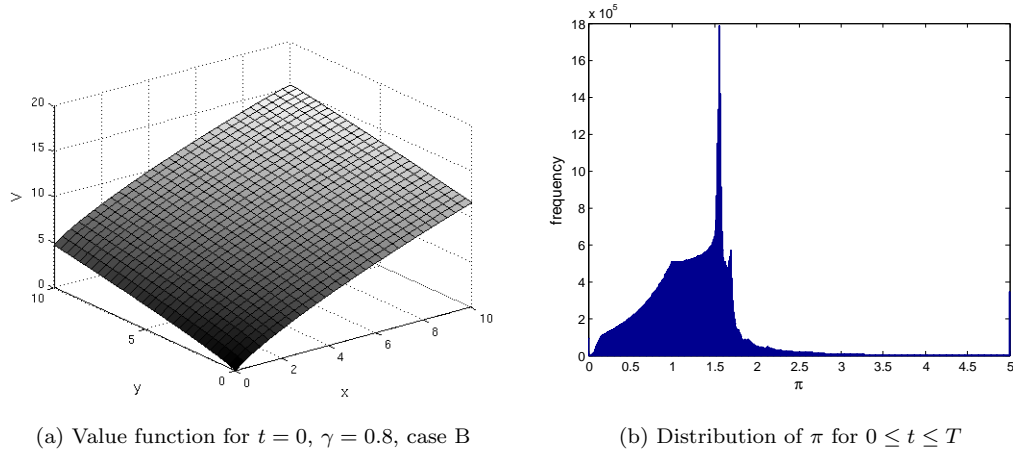 20
15
10
5
0
V
10
5
0
y
0
2
4
6
8
10
x
x 10⁵
18
16
14
12
10
8
6
4
2
0
frequency
0 0.5 1 1.5 2 2.5 3 3.5 4 4.5 5
π
(a) Value function for t = 0, γ = 0.8, case B
(b) Distribution of π for 0 ≤ t ≤ T